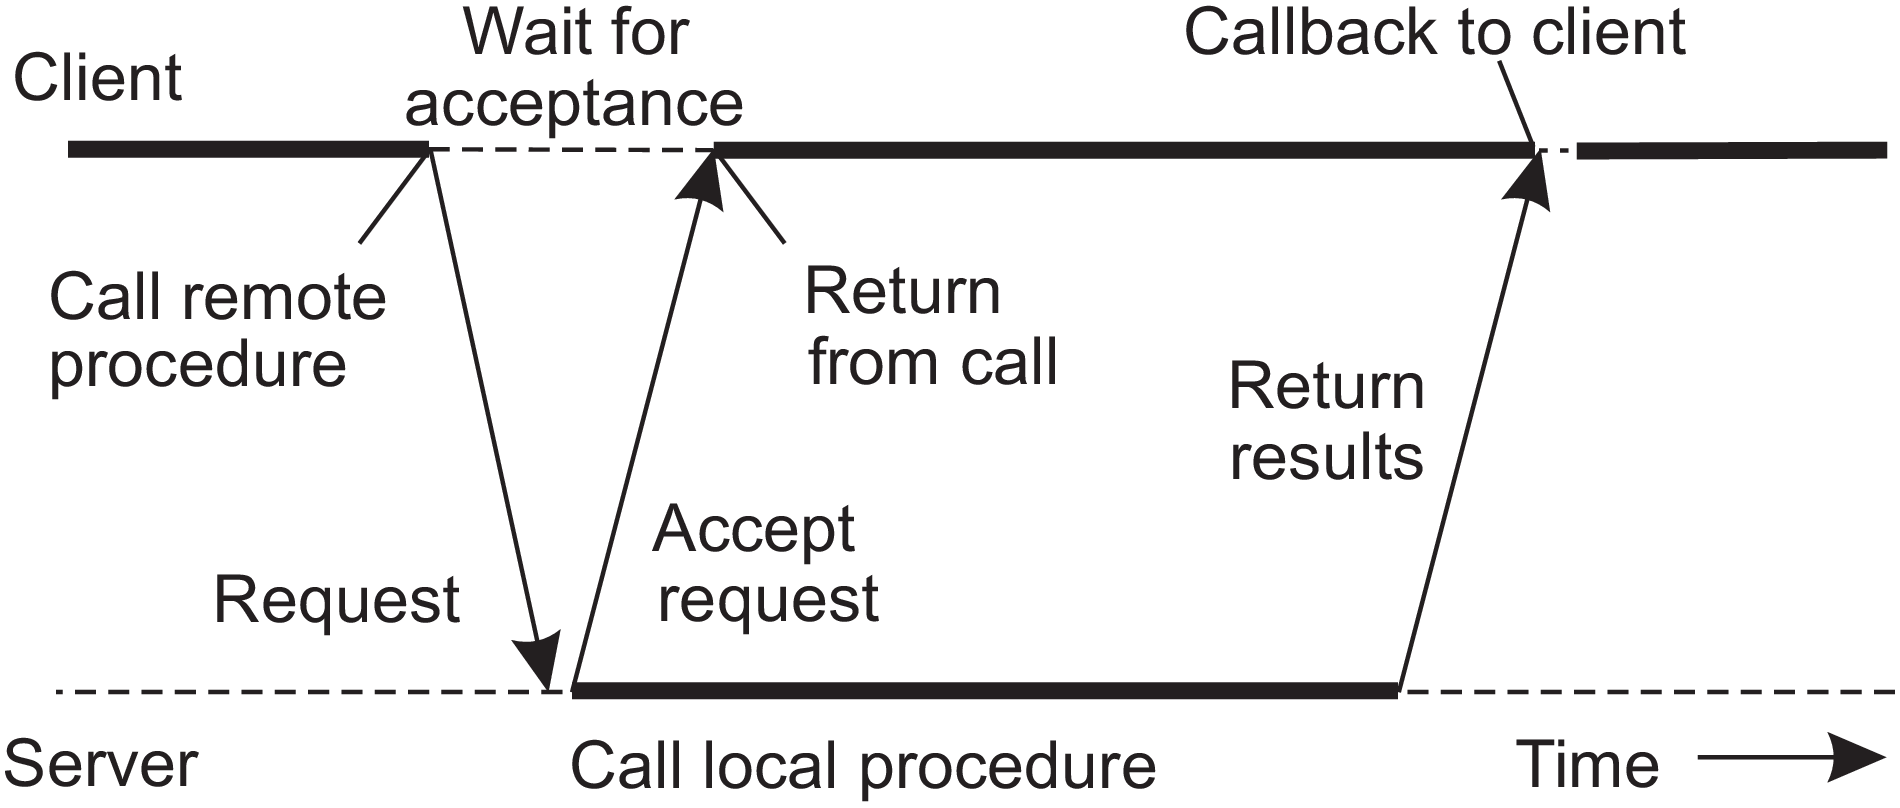 Client
Wait for
acceptance
Callback to client
Call remote
procedure
Return
from call
Return
results
Request
Accept
request
Server
Call local procedure
Time